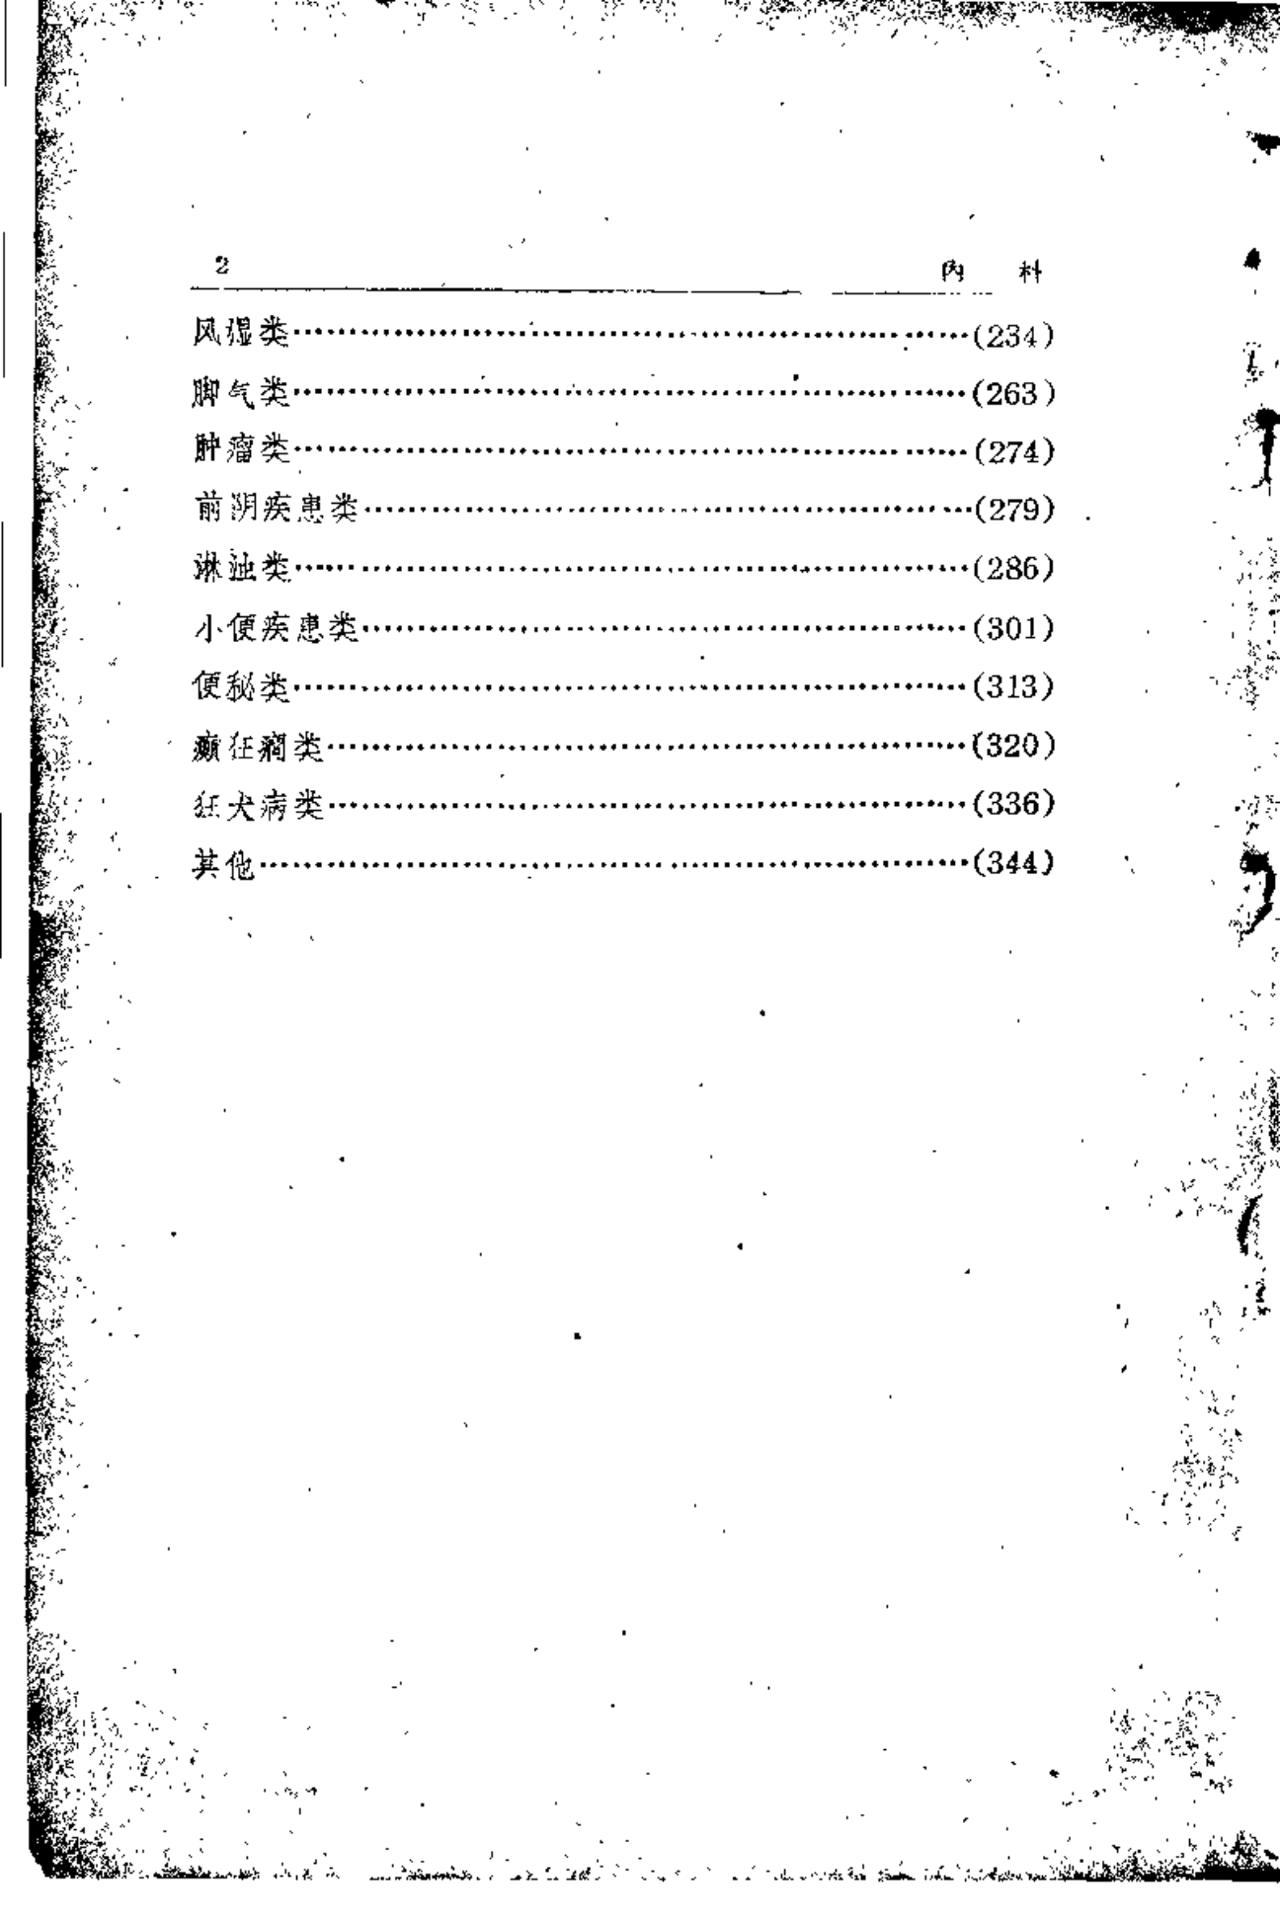 2 内 科
风湿类……(234)
脚气类……(263)
肿瘤类……(274)
前阴疾患类……(279)
淋浊类……(286)
小便疾患类……(301)
便秘类……(313)
癫狂痫类……(320)
狂犬病类……(336)
其他……(344)